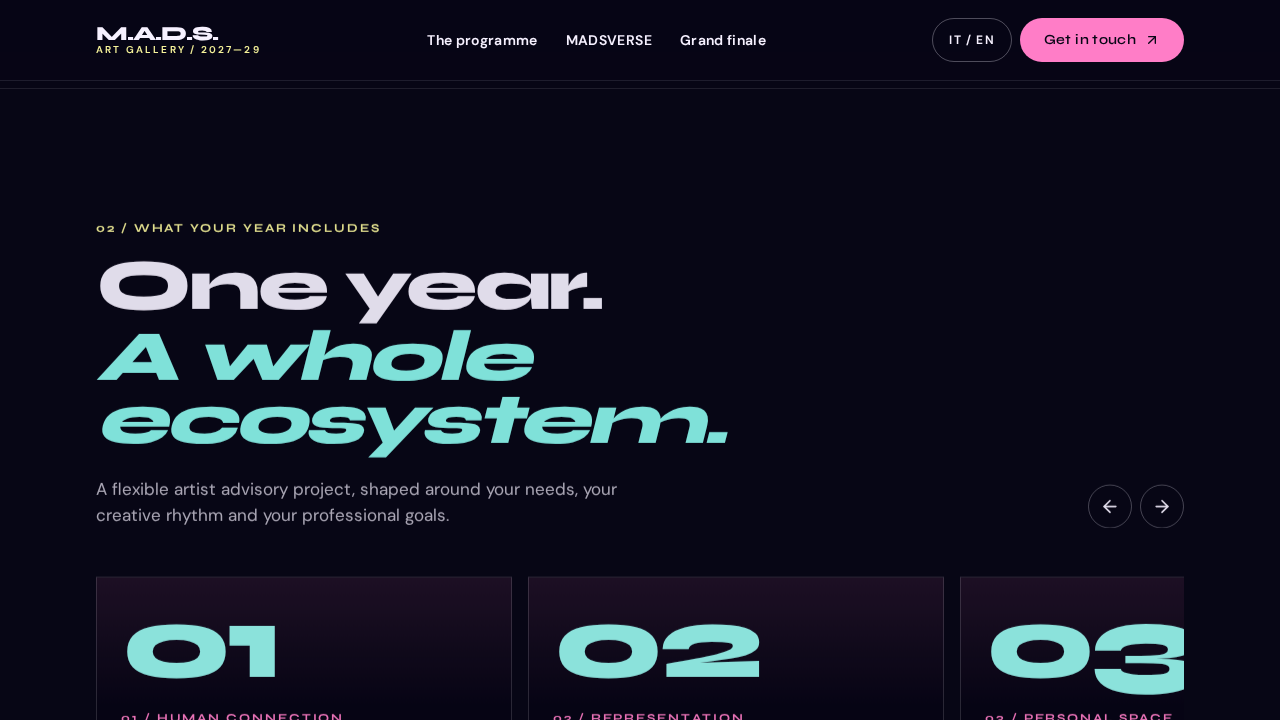 M.A.D.S.
ART GALLERY / 2027—29
The programme
MADSVERSE
Grand finale
IT / EN
Get in touch
02 / WHAT YOUR YEAR INCLUDES
One year.
A whole
ecosystem.
A flexible artist advisory project, shaped around your needs, your
creative rhythm and your professional goals.
01
02
03
01 / HUMAN CONNECTION
02 / REPRESENTATION
03 / PERSONAL SPACE